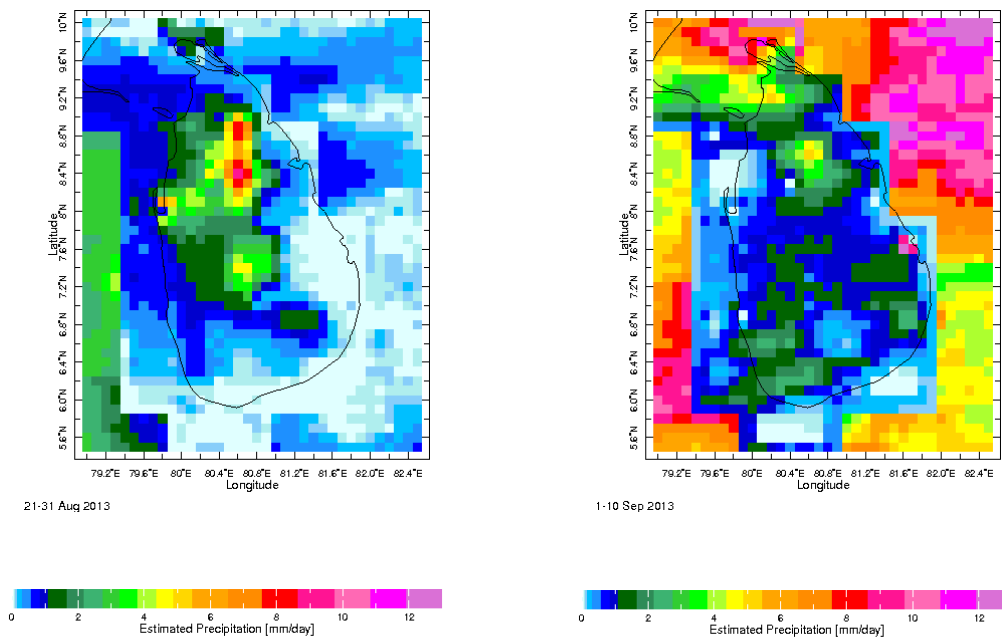 10°N
9.6°N
9.2°N
8.8°N
8.4°N
8°N
7.6°N
7.2°N
6.8°N
6.4°N
6.0°N
5.6°N
Latitude
79.2°E 79.6°E 80°E 80.4°E 80.8°E 81.2°E 81.6°E 82.0°E 82.4°E
Longitude
21-31 Aug 2013
0 2 4 6 8 10 12
Estimated Precipitation [mm/day]
10°N
9.6°N
9.2°N
8.8°N
8.4°N
8°N
7.6°N
7.2°N
6.8°N
6.4°N
6.0°N
5.6°N
Latitude
79.2°E 79.6°E 80°E 80.4°E 80.8°E 81.2°E 81.6°E 82.0°E 82.4°E
Longitude
1-10 Sep 2013
0 2 4 6 8 10 12
Estimated Precipitation [mm/day]